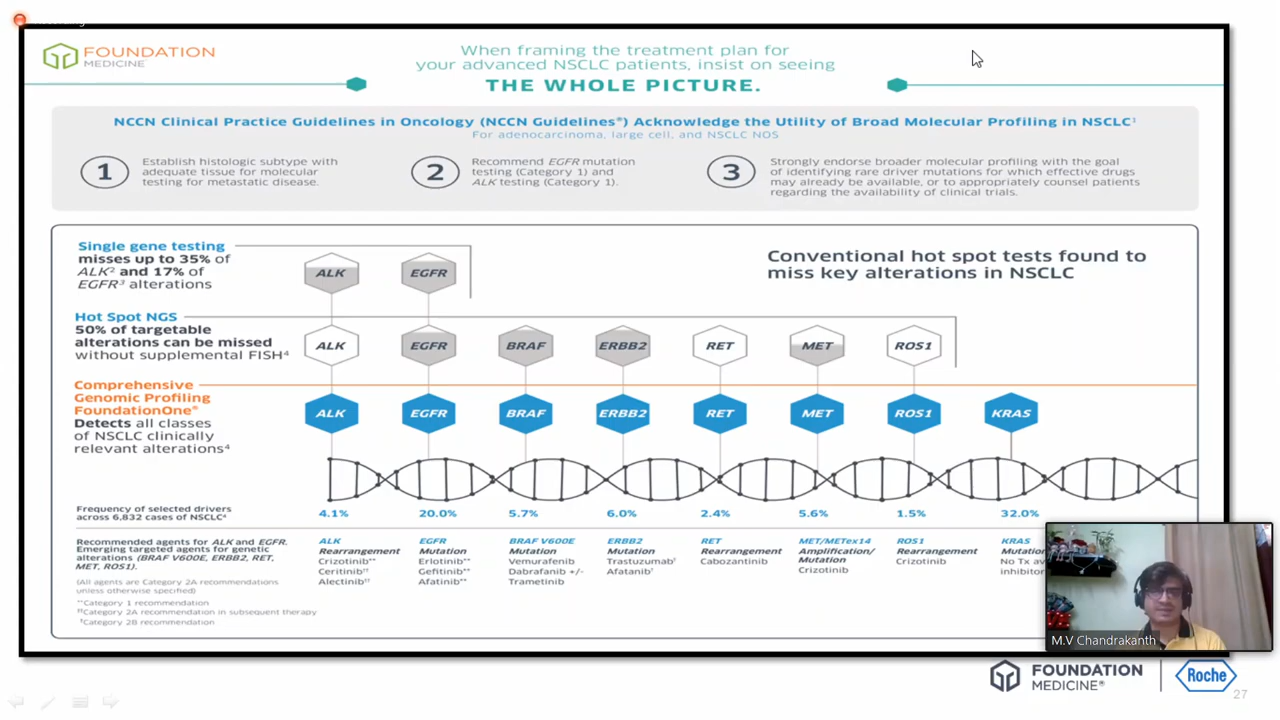 FOUNDATION
MEDICINE
When framing the treatment plan for
your advanced NSCLC patients, insist on seeing
THE WHOLE PICTURE.
NCCN Clinical Practice Guidelines in Oncology (NCCN Guidelines®) Acknowledge the Utility of Broad Molecular Profiling in NSCLC¹
For adenocarcinoma, large cell, and NSCLC NOS
1
Establish histologic subtype with
adequate tissue for molecular
testing for metastatic disease.
2
Recommend EGFR mutation
testing (Category 1) and
ALK testing (Category 1).
3
Strongly endorse broader molecular profiling with the goal
of identifying rare driver mutations for which effective drugs
may already be available, or to appropriately counsel patients
regarding the availability of clinical trials.
Single gene testing
misses up to 35% of
ALK² and 17% of
EGFR³ alterations
ALK EGFR
Conventional hot spot tests found to
miss key alterations in NSCLC
Hot Spot NGS
50% of targetable
alterations can be missed
without supplemental FISH⁴
ALK EGFR BRAF ERBB2 RET MET ROS1
Comprehensive
Genomic Profiling
FoundationOne®
Detects all classes
of NSCLC clinically
relevant alterations⁴
ALK EGFR BRAF ERBB2 RET MET ROS1 KRAS
Frequency of selected drivers
across 6,832 cases of NSCLC⁴
4.1% 20.0% 5.7% 6.0% 2.4% 5.6% 1.5% 32.0%
Recommended agents for ALK and EGFR.
Emerging targeted agents for genetic
alterations (BRAF V600E, ERBB2, RET,
MET, ROS1).
(All agents are Category 2A recommendations
unless otherwise specified)
**Category 1 recommendation
††Category 2A recommendation in subsequent therapy
‡Category 2B recommendation
ALK
Rearrangement
Crizotinib**
Ceritinib††
Alectinib††
EGFR
Mutation
Erlotinib**
Gefitinib**
Afatinib**
BRAF V600E
Mutation
Vemurafenib
Dabrafanib +/-
Trametinib
ERBB2
Mutation
Trastuzumab‡
Afatanib‡
RET
Rearrangement
Cabozantinib
MET/METex14
Amplification/
Mutation
Crizotinib
ROS1
Rearrangement
Crizotinib
KRAS
Mutation
No Tx
inhibitor
M.V Chandrakanth
FOUNDATION
MEDICINE®
Roche
27